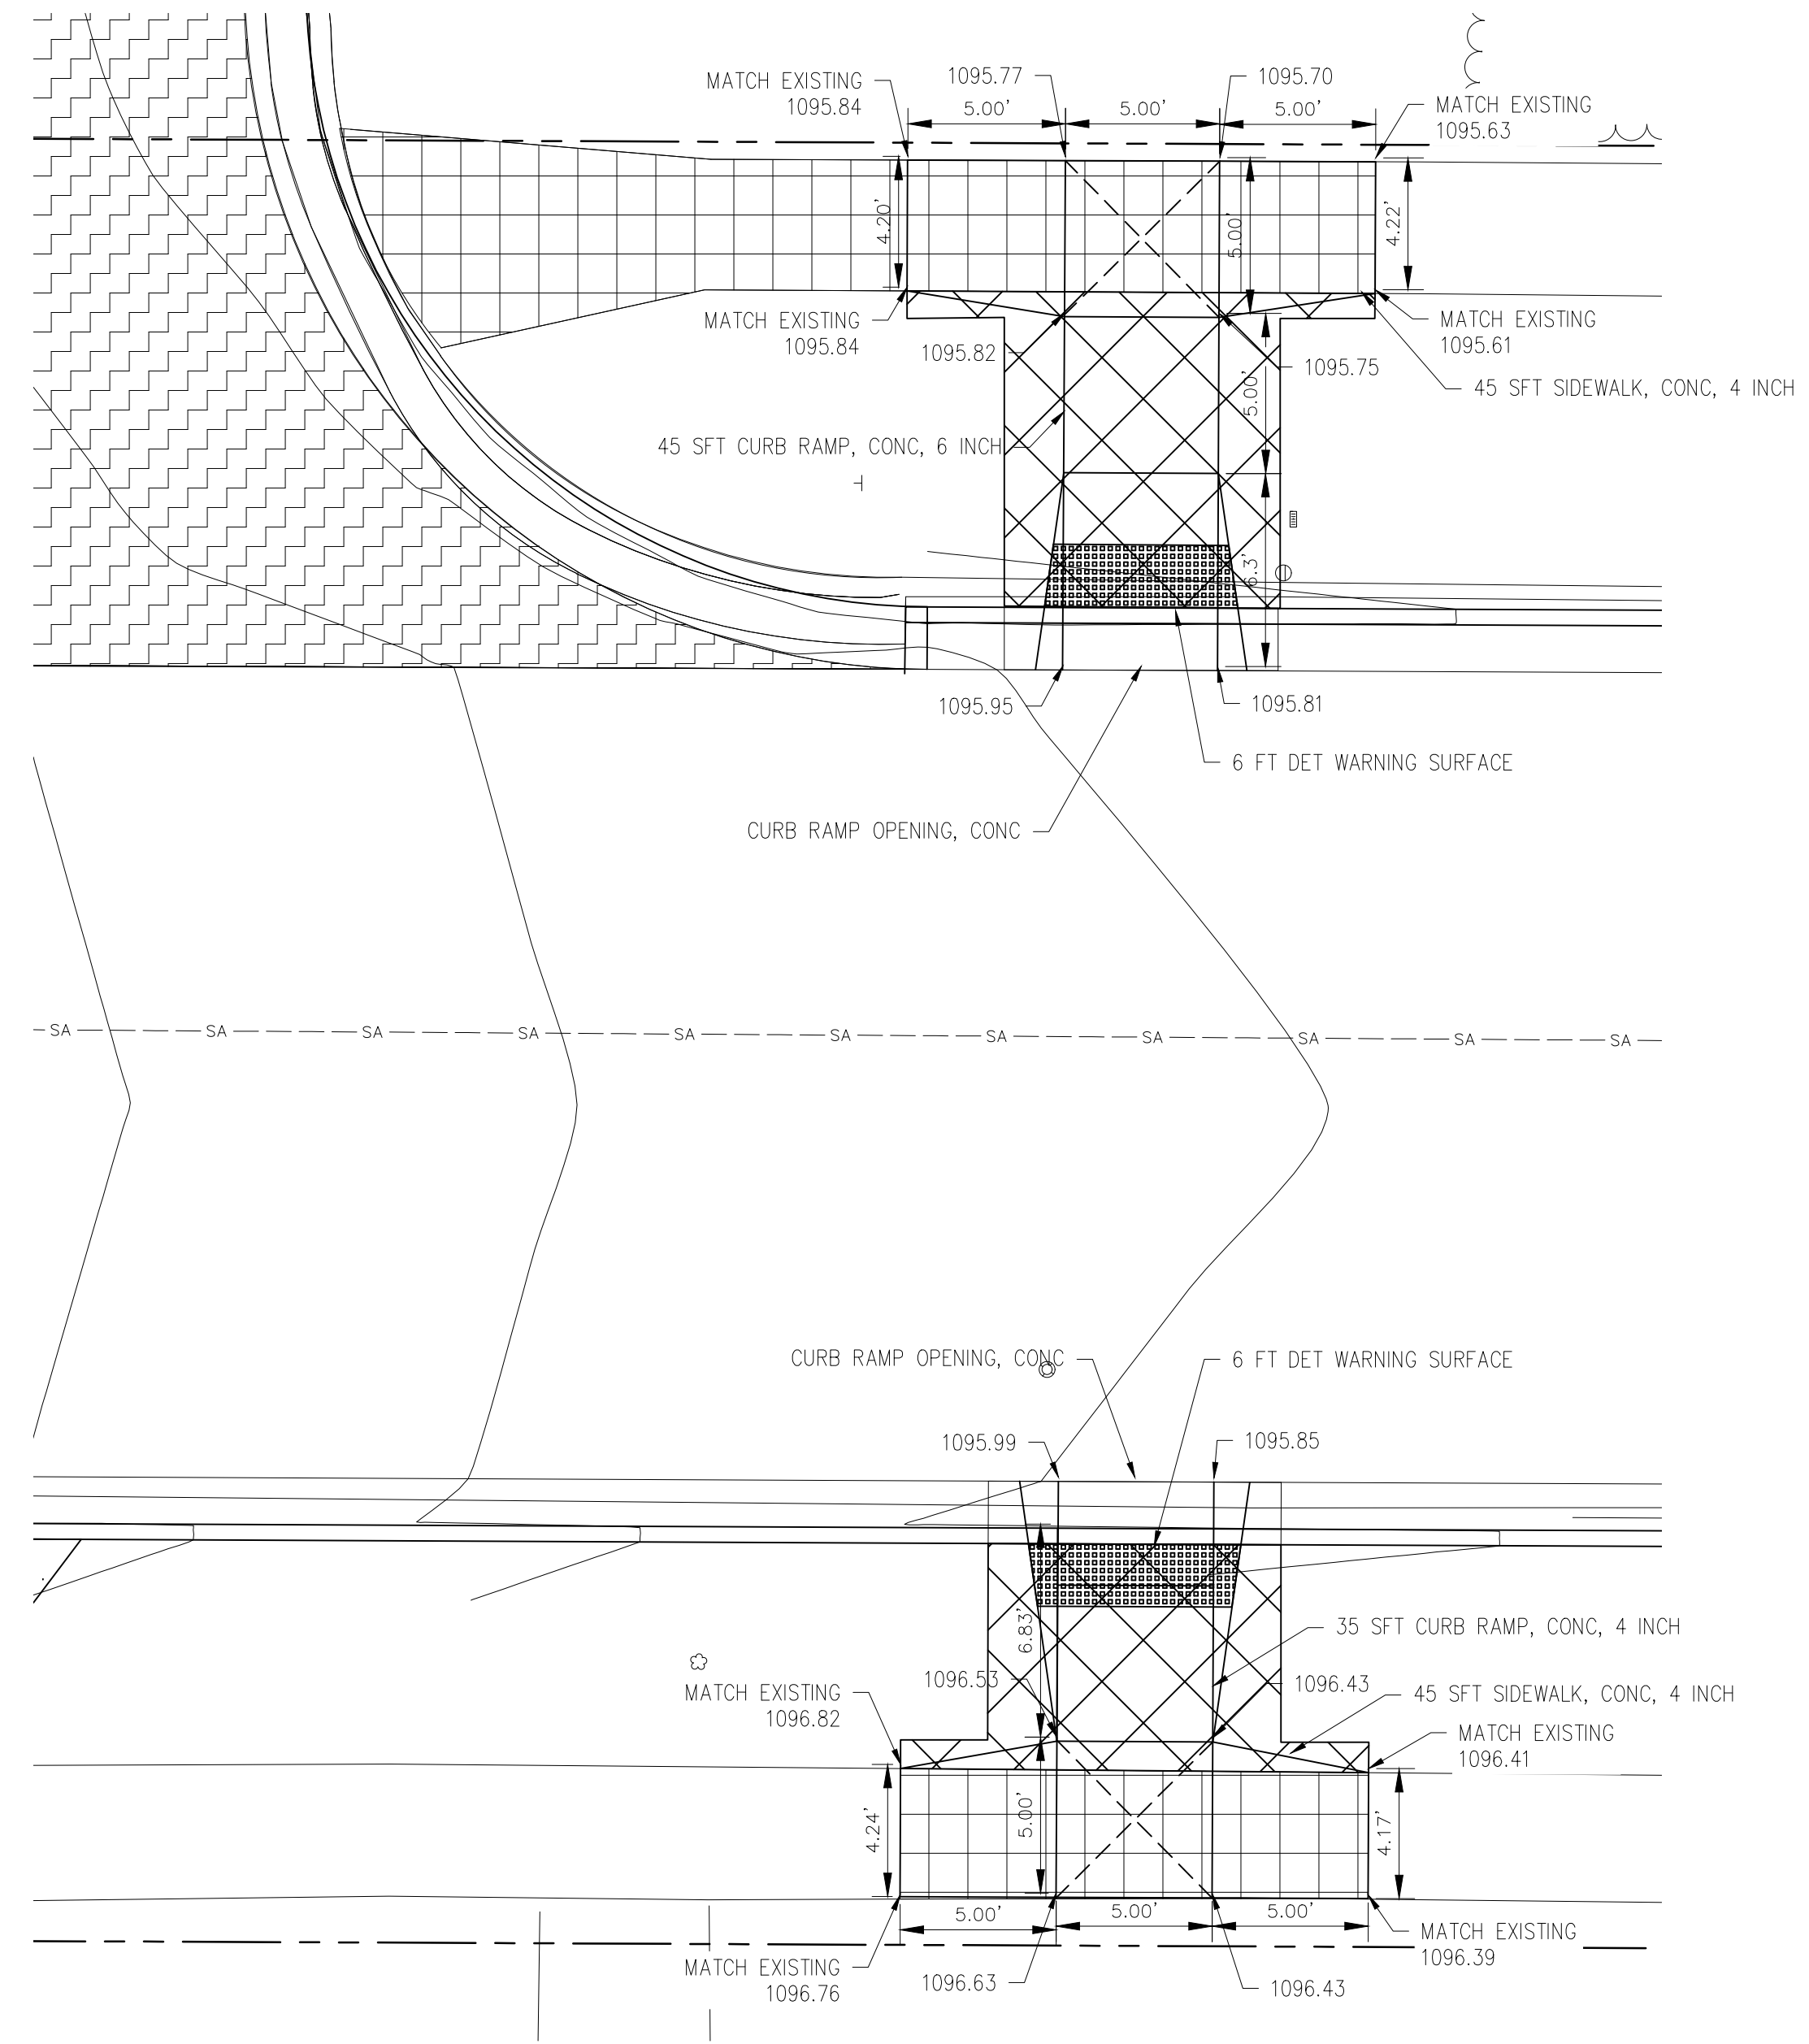 1095.77
1095.70
MATCH EXISTING
1095.84
MATCH EXISTING
1095.63
5.00'
5.00'
5.00'
4.20'
5.00'
4.22'
MATCH EXISTING
1095.84
MATCH EXISTING
1095.61
1095.82
1095.75
45 SFT SIDEWALK, CONC, 4 INCH
5.00'
45 SFT CURB RAMP, CONC, 6 INCH
6.3'
1095.95
1095.81
6 FT DET WARNING SURFACE
CURB RAMP OPENING, CONC
SA SA SA SA SA SA SA SA SA SA SA
CURB RAMP OPENING, CONC
6 FT DET WARNING SURFACE
1095.99
1095.85
6.83'
35 SFT CURB RAMP, CONC, 4 INCH
1096.53
1096.43
MATCH EXISTING
1096.82
45 SFT SIDEWALK, CONC, 4 INCH
MATCH EXISTING
1096.41
4.24'
5.00'
4.17'
5.00'
5.00'
5.00'
MATCH EXISTING
1096.39
MATCH EXISTING
1096.76
1096.63
1096.43